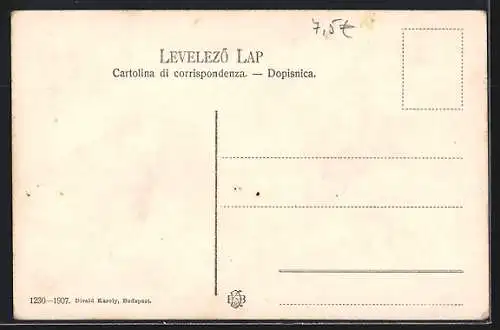 7,5€
LEVELEZŐ LAP
Cartolina di corrispondenza. — Dopisnica.
1230—1907. Divald Károly, Budapest.